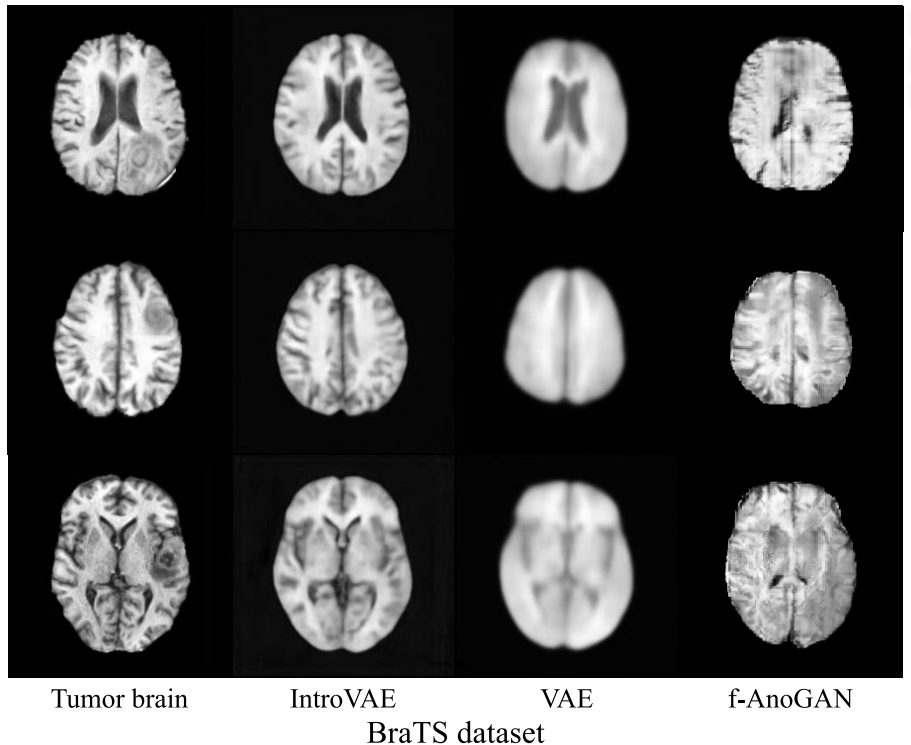 Tumor brain IntroVAE VAE f-AnoGAN
BraTS dataset